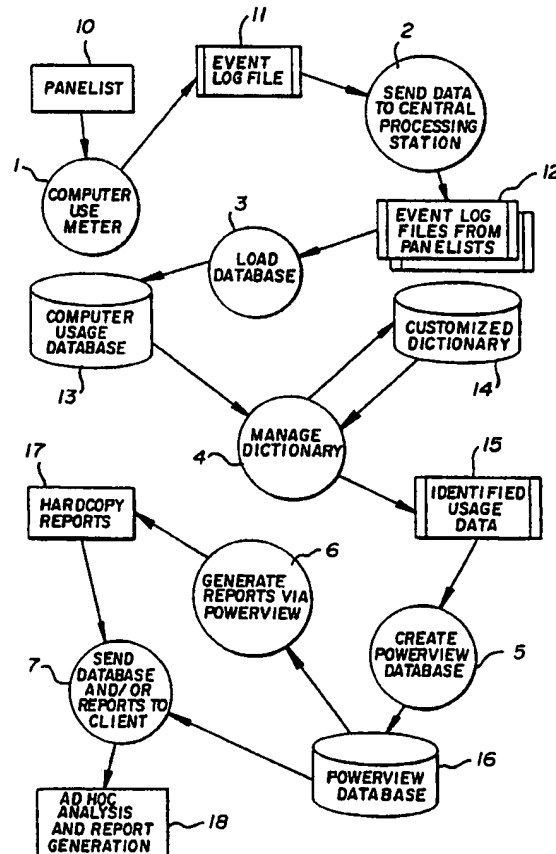 10
PANELIST
11
EVENT
LOG FILE
2
SEND DATA
TO CENTRAL
PROCESSING
STATION
1
COMPUTER
USE
METER
3
LOAD
DATABASE
12
EVENT LOG
FILES FROM
PANELISTS
COMPUTER
USAGE
DATABASE
13
CUSTOMIZED
DICTIONARY
14
MANAGE
DICTIONARY
4
15
IDENTIFIED
USAGE
DATA
17
HARDCOPY
REPORTS
6
GENERATE
REPORTS VIA
POWERVIEW
CREATE
POWERVIEW
DATABASE
5
7
SEND
DATABASE
AND/OR
REPORTS TO
CLIENT
POWERVIEW
DATABASE
16
AD HOC
ANALYSIS
AND REPORT
GENERATION
18